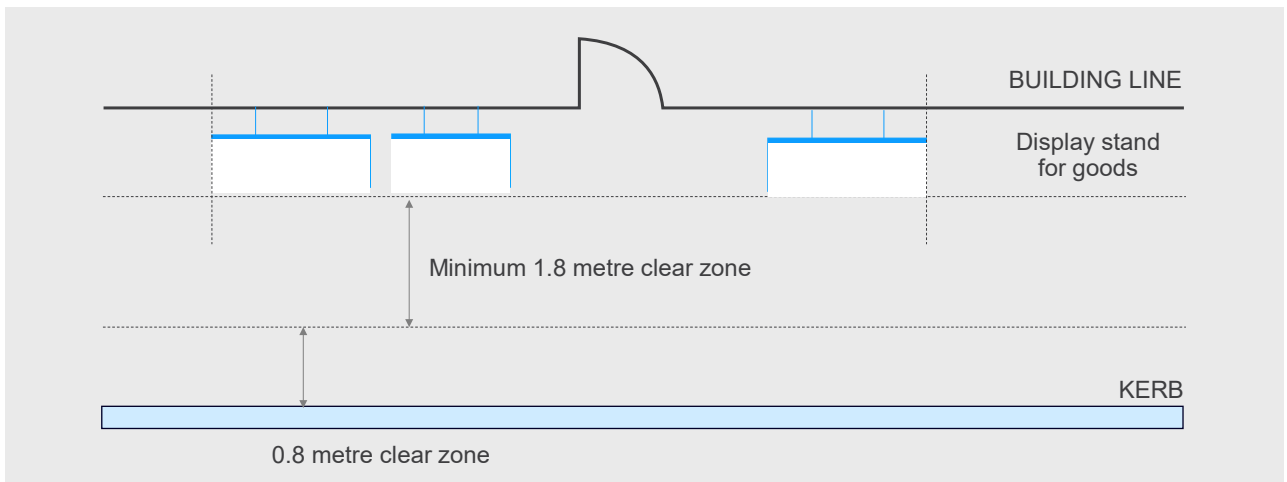 BUILDING LINE
Display stand
for goods
Minimum 1.8 metre clear zone
KERB
0.8 metre clear zone